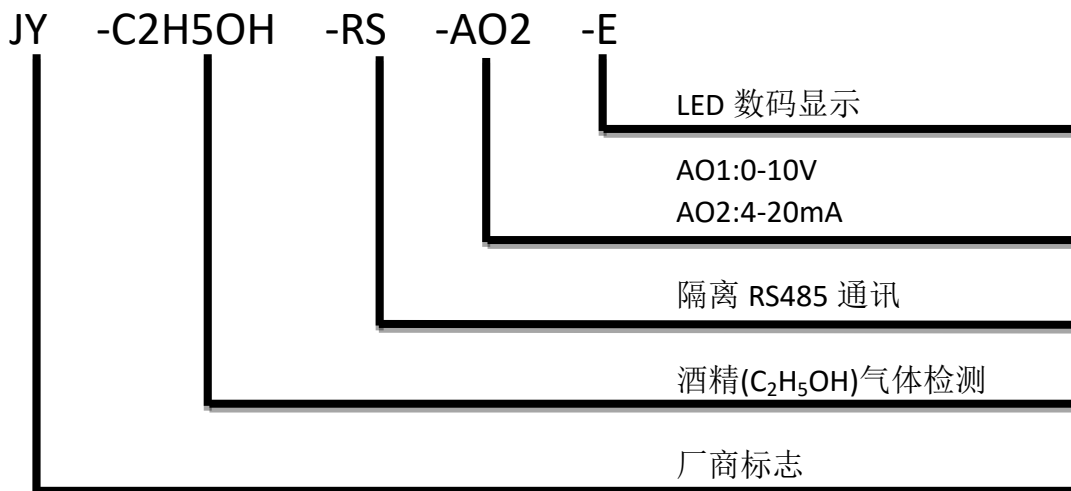 JY -C2H5OH -RS -AO2 -E
LED 数码显示
AO1:0-10V
AO2:4-20mA
隔离 RS485 通讯
酒精(C₂H₅OH)气体检测
厂商标志